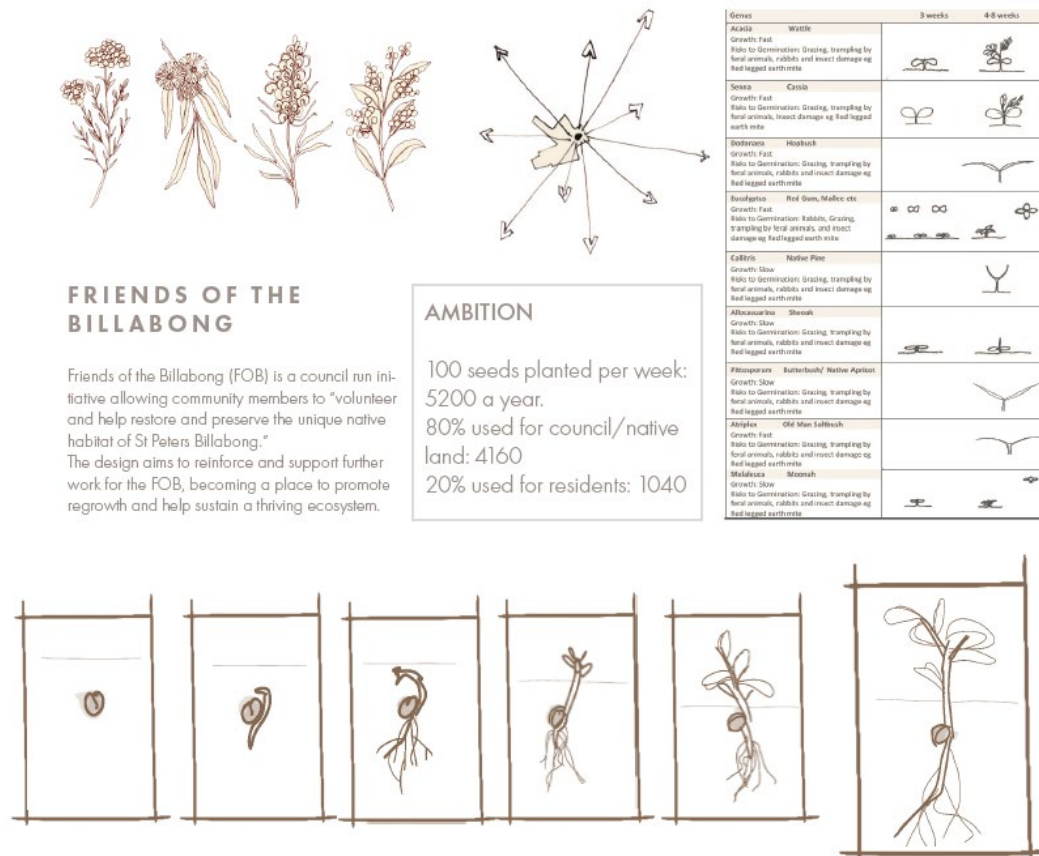 FRIENDS OF THE
BILLABONG
Friends of the Billabong (FOB) is a council run ini-
tiative allowing community members to "volunteer
and help restore and preserve the unique native
habitat of St Peters Billabong."
The design aims to reinforce and support further
work for the FOB, becoming a place to promote
regrowth and help sustain a thriving ecosystem.
AMBITION
100 seeds planted per week:
5200 a year.
80% used for council/native
land: 4160
20% used for residents: 1040
Genus 3 weeks 4-8 weeks
Acacia Wattle
Growth: Fast
Risks to Germination: Grazing, trampling by
feral animals, rabbits and insect damage eg
Red legged earth mite
Senna Cassia
Growth: Fast
Risks to Germination: Grazing, trampling by
feral animals, insect damage eg Red legged
earth mite
Dodonaea Hopbush
Growth: Fast
Risks to Germination: Grazing, trampling by
feral animals, rabbits and insect damage eg
Red legged earth mite
Eucalyptus Red Gum, Mallee etc
Growth: Fast
Risks to Germination: Rabbits, Grazing,
trampling by feral animals, and insect
damage eg Red legged earth mite
Callitris Native Pine
Growth: Slow
Risks to Germination: Grazing, trampling by
feral animals, rabbits and insect damage eg
Red legged earth mite
Allocasuarina Sheoak
Growth: Slow
Risks to Germination: Grazing, trampling by
feral animals, rabbits and insect damage eg
Red legged earth mite
Pittosporum Butterbush/ Native Apricot
Growth: Slow
Risks to Germination: Grazing, trampling by
feral animals, rabbits and insect damage eg
Red legged earth mite
Atriplex Old Man Saltbush
Growth: Fast
Risks to Germination: Grazing, trampling by
feral animals, rabbits and insect damage eg
Red legged earth mite
Melaleuca Moonah
Growth: Slow
Risks to Germination: Grazing, trampling by
feral animals, rabbits and insect damage eg
Red legged earth mite